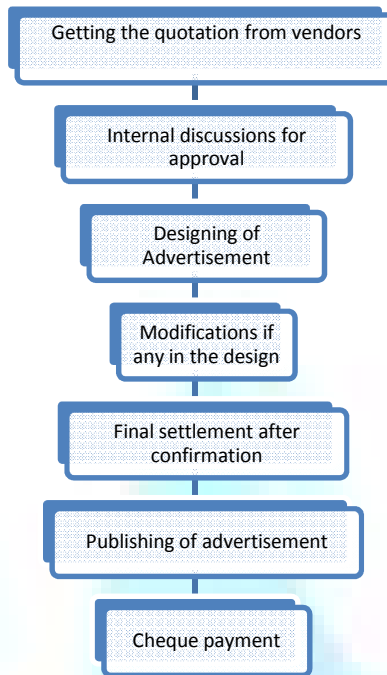 Getting the quotation from vendors
Internal discussions for
approval
Designing of
Advertisement
Modifications if
any in the design
Final settlement after
confirmation
Publishing of advertisement
Cheque payment